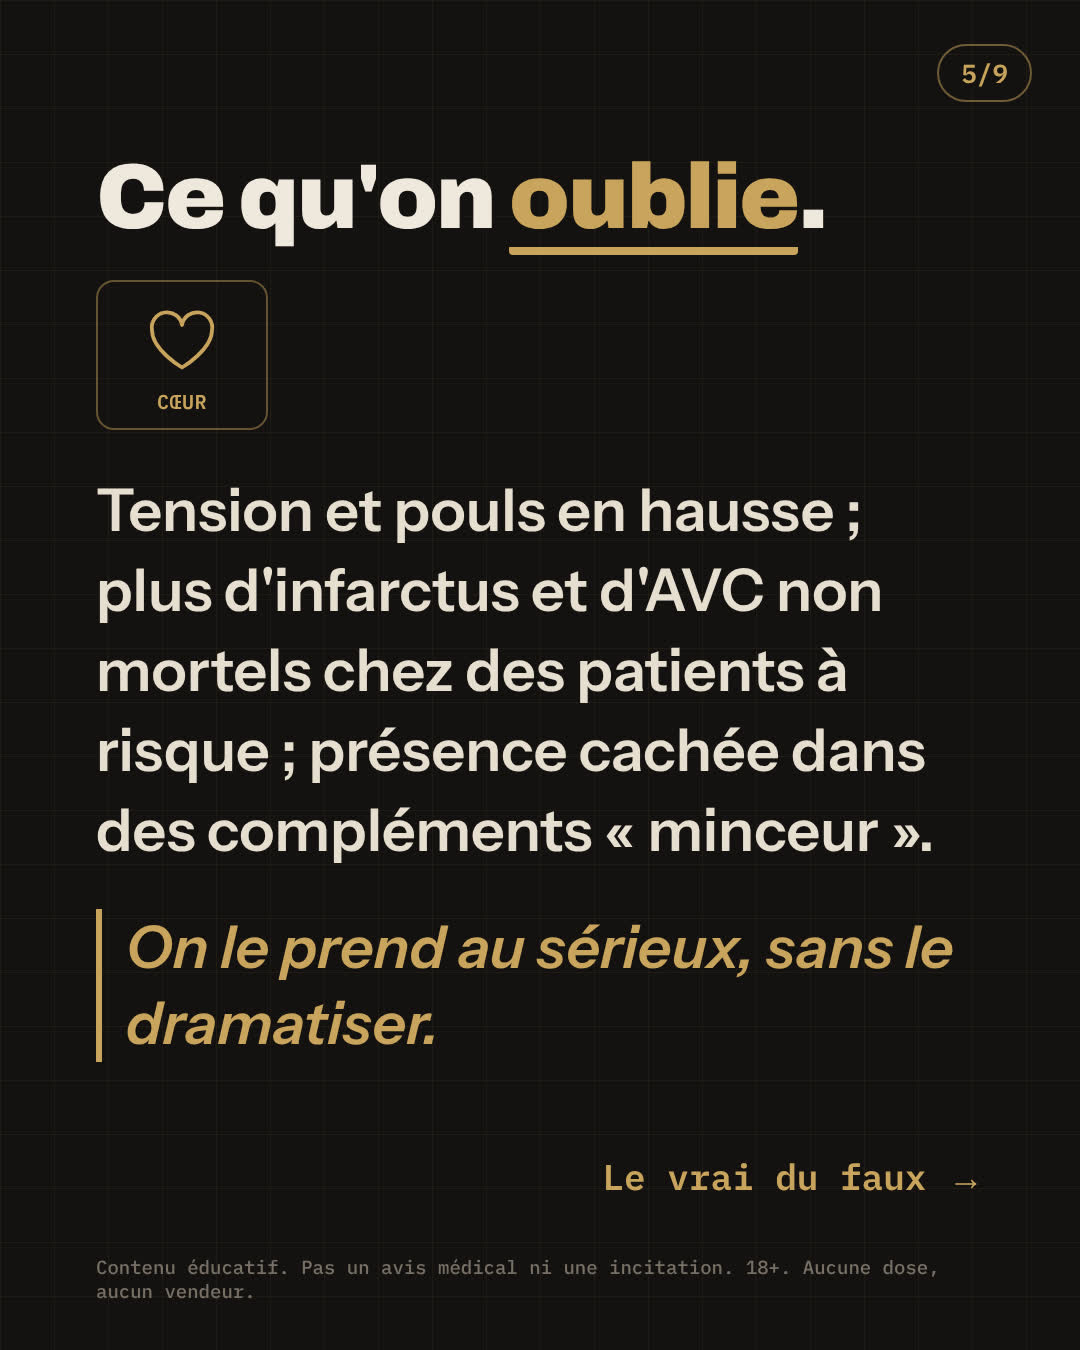 5/9
Ce qu'on oublie.
CŒUR
Tension et pouls en hausse ;
plus d'infarctus et d'AVC non
mortels chez des patients à
risque ; présence cachée dans
des compléments « minceur ».
On le prend au sérieux, sans le
dramatiser.
Le vrai du faux →
Contenu éducatif. Pas un avis médical ni une incitation. 18+. Aucune dose,
aucun vendeur.